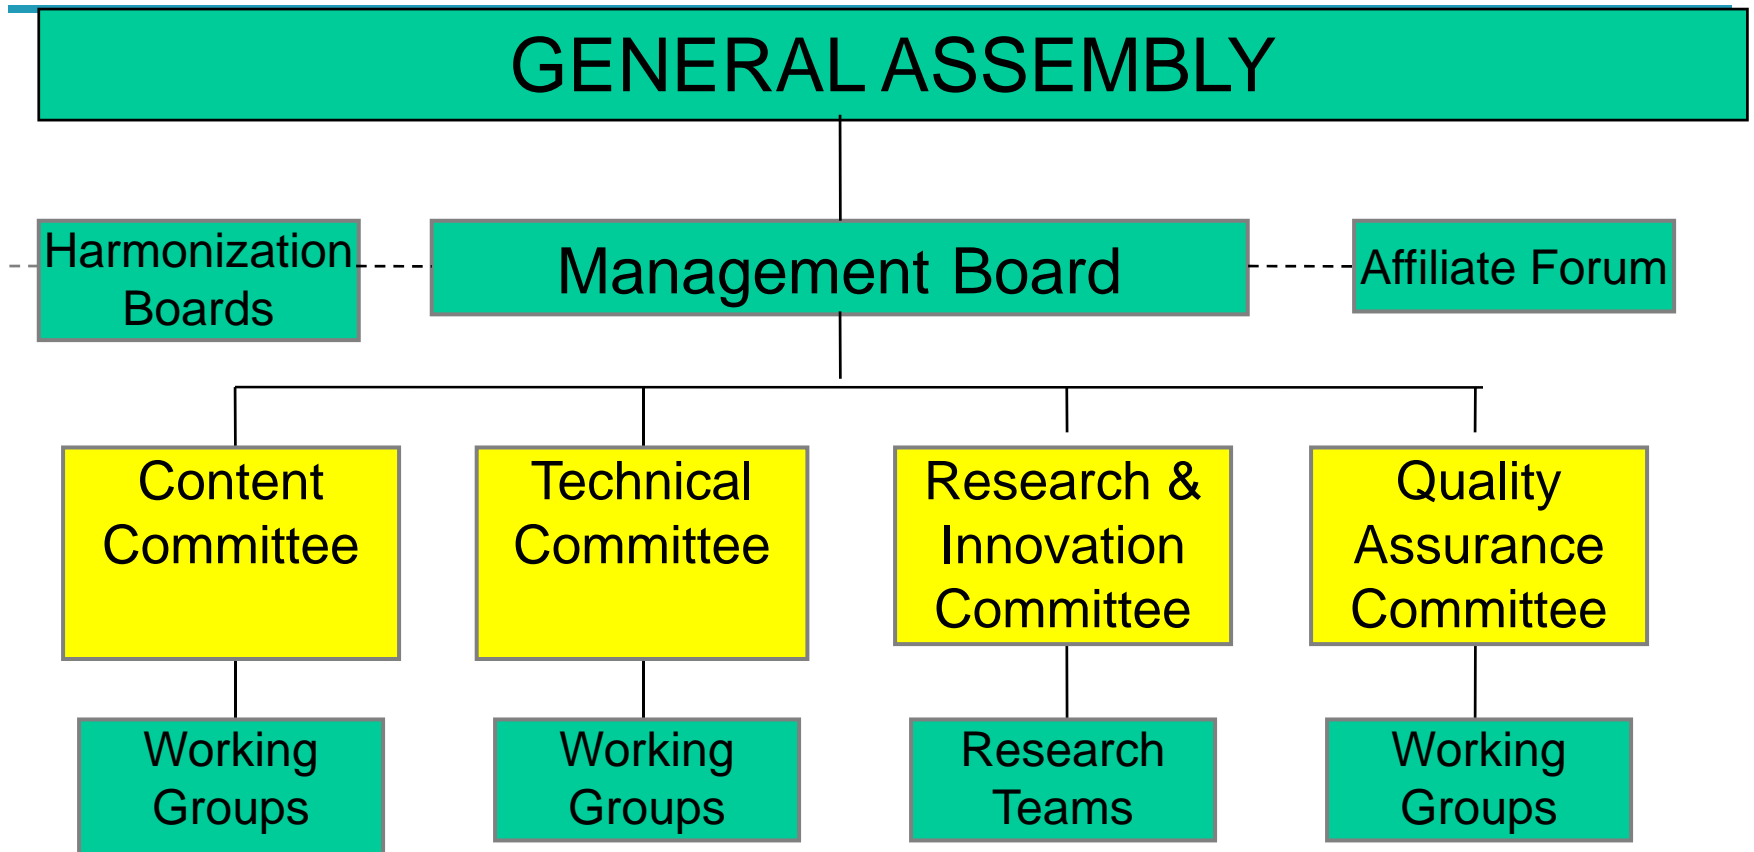 GENERAL ASSEMBLY
Harmonization
Boards
Management Board
Affiliate Forum
Content
Committee
Technical
Committee
Research &
Innovation
Committee
Quality
Assurance
Committee
Working
Groups
Working
Groups
Research
Teams
Working
Groups